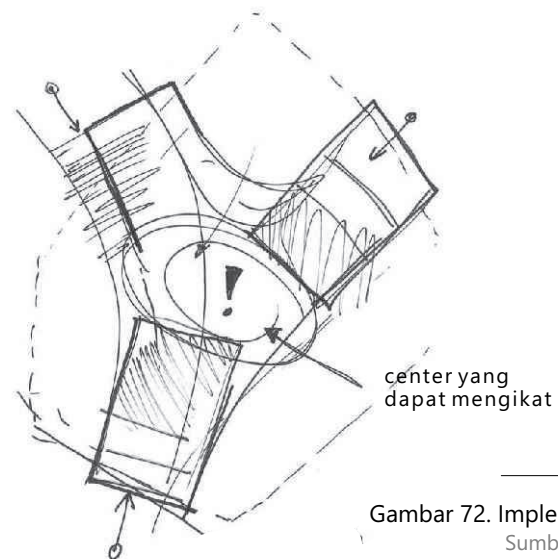 !
center yang
dapat mengikat
Gambar 72. Imple
Sumb